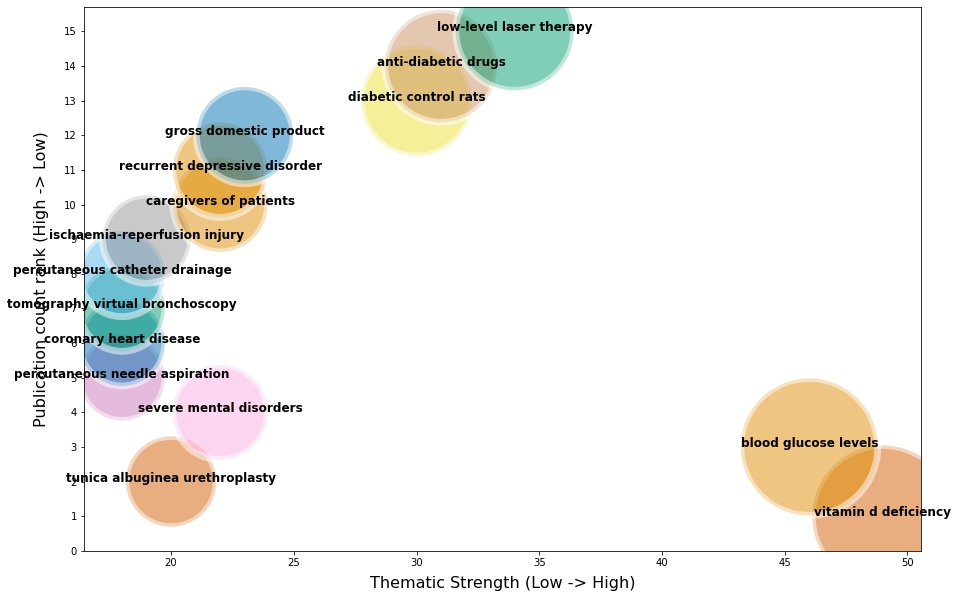 15
low-level laser therapy
14
anti-diabetic drugs
13
diabetic control rats
12
gross domestic product
11
recurrent depressive disorder
10
caregivers of patients
9
ischaemia-reperfusion injury
8
percutaneous catheter drainage
7
tomography virtual bronchoscopy
6
coronary heart disease
5
percutaneous needle aspiration
4
severe mental disorders
3
blood glucose levels
2
tunica albuginea urethroplasty
1
vitamin d deficiency
0
Publication count rank (High -> Low)
20 25 30 35 40 45 50
Thematic Strength (Low -> High)